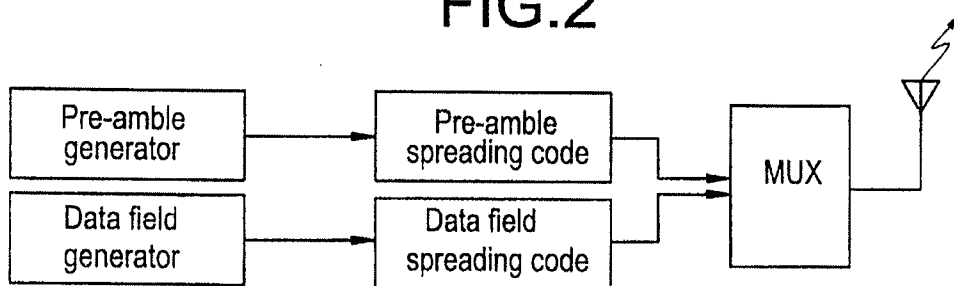 FIG.2
Pre-amble
generator
Pre-amble
spreading code
MUX
Data field
generator
Data field
spreading code